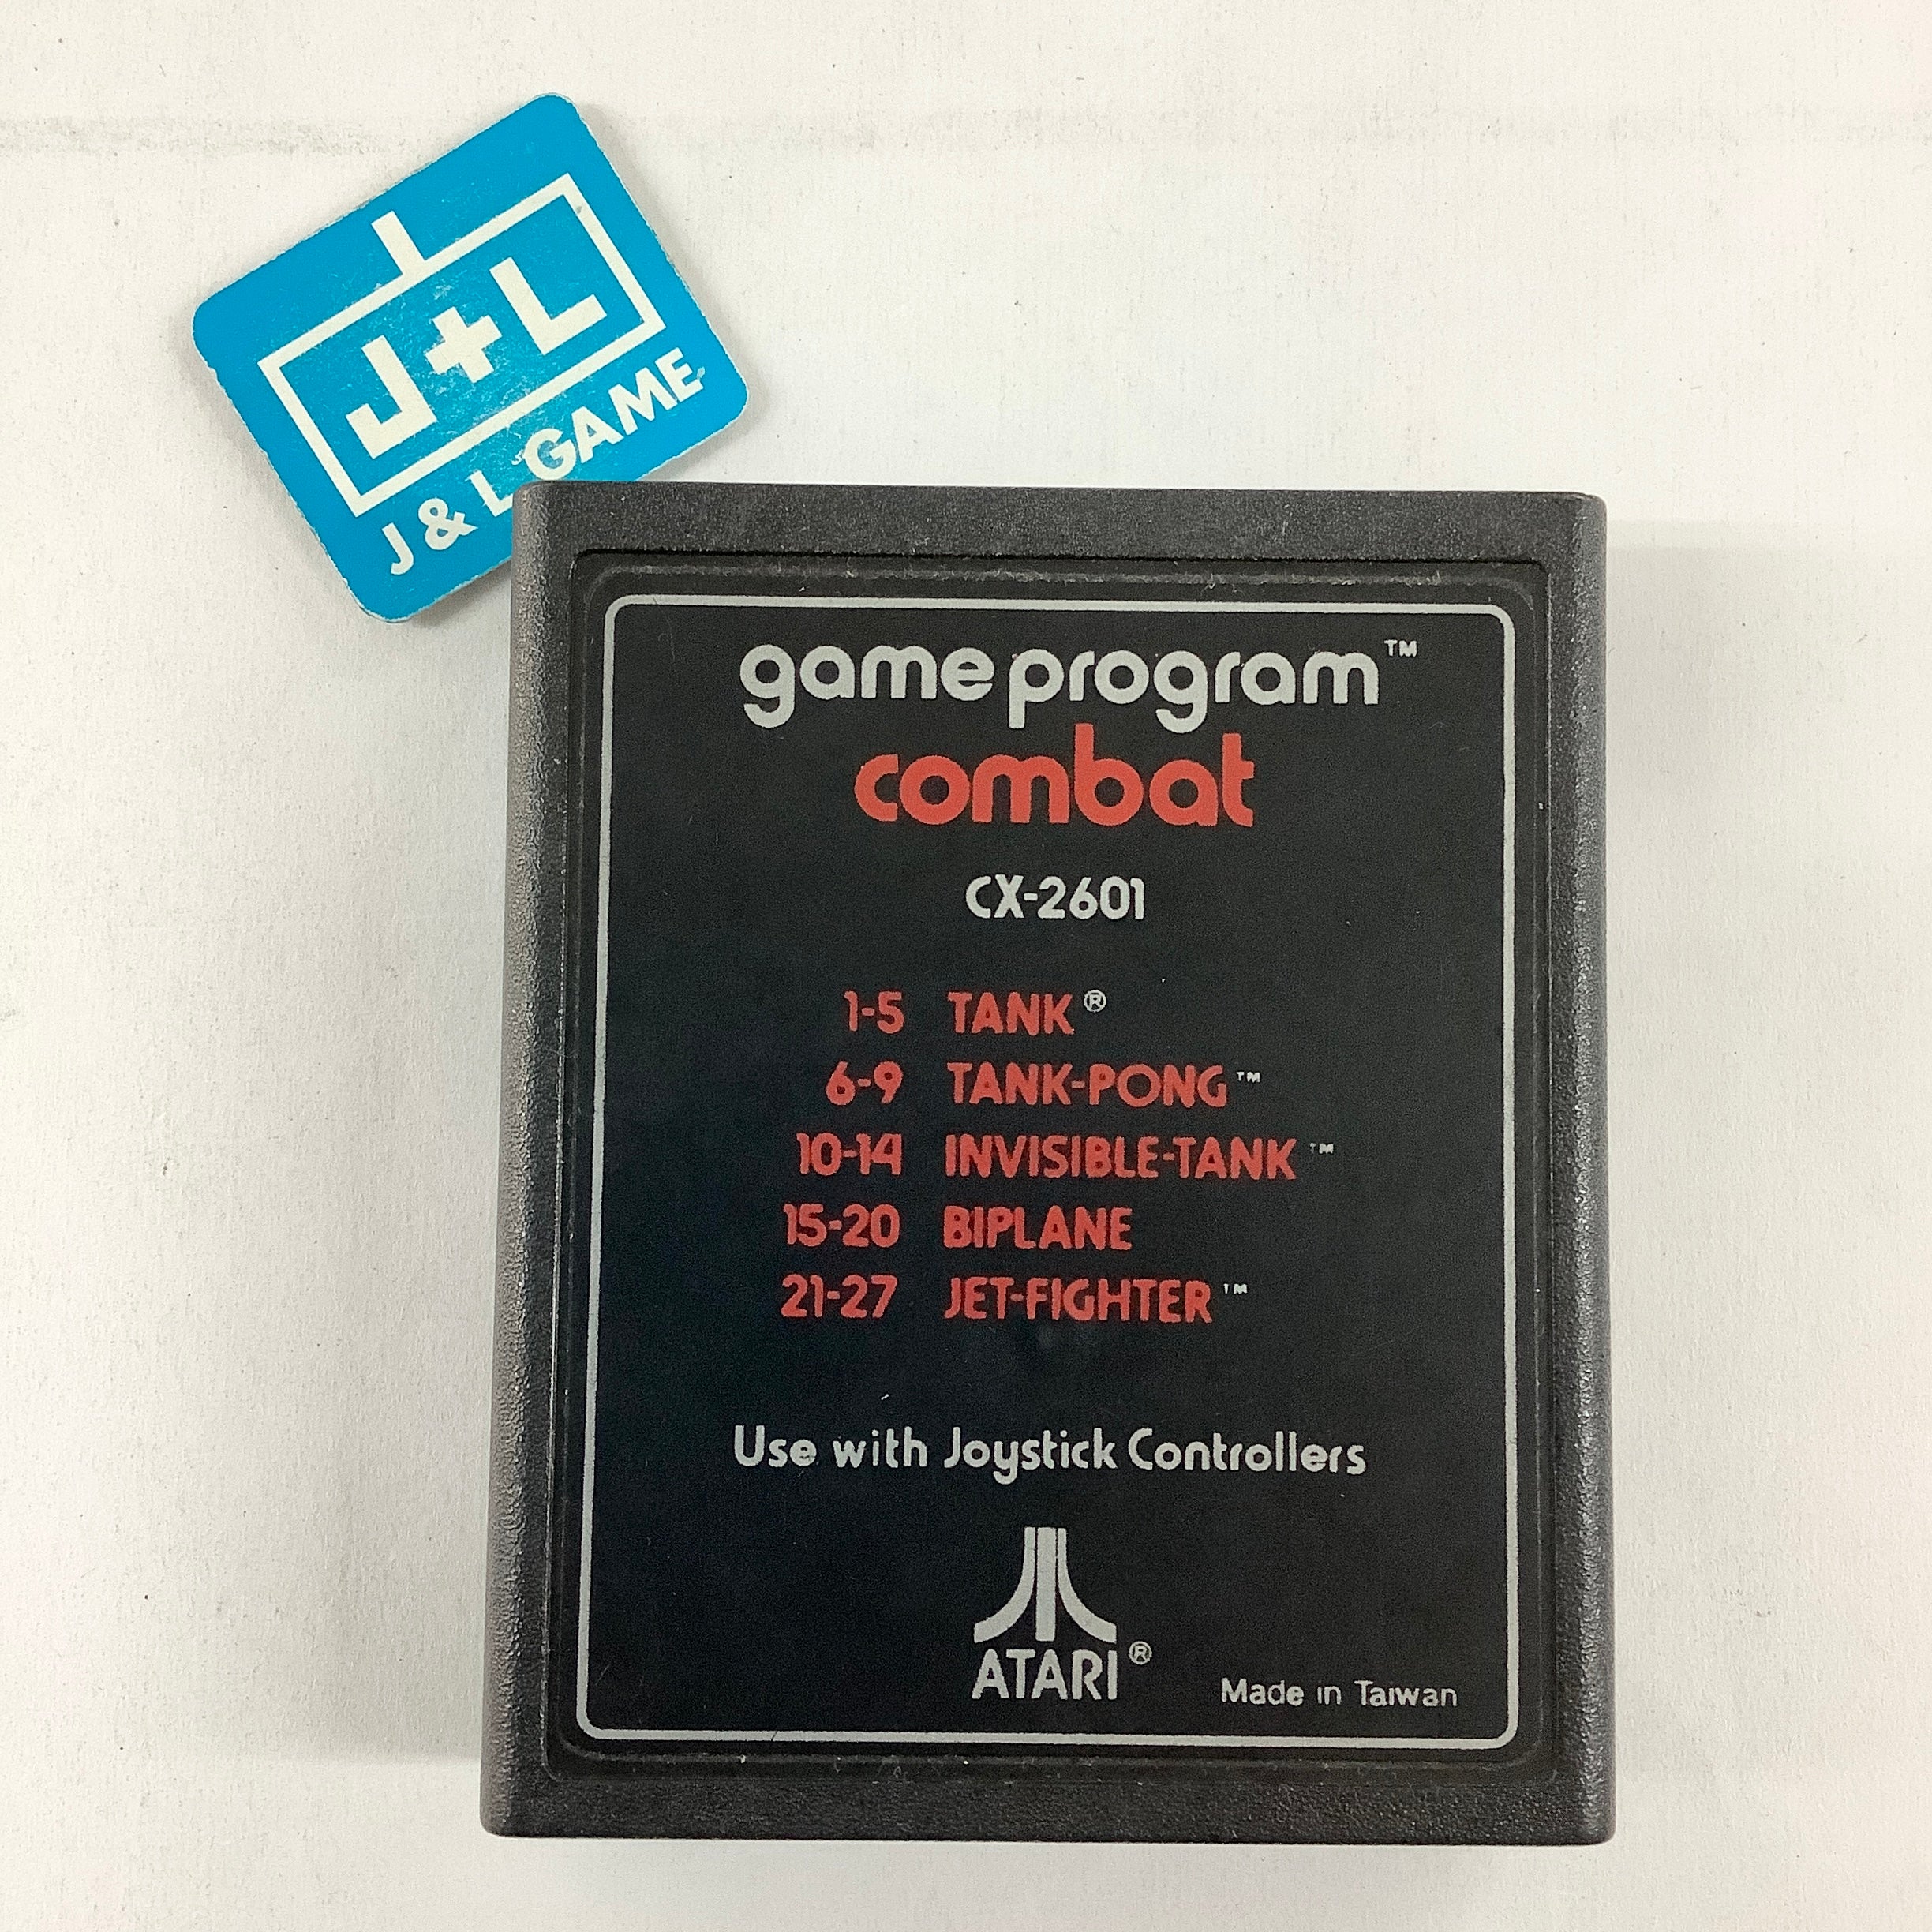 J+L
J & L GAME
game program™
combat
CX-2601
1-5 TANK®
6-9 TANK-PONG™
10-14 INVISIBLE-TANK™
15-20 BIPLANE
21-27 JET-FIGHTER™
Use with Joystick Controllers
ATARI®
Made in Taiwan